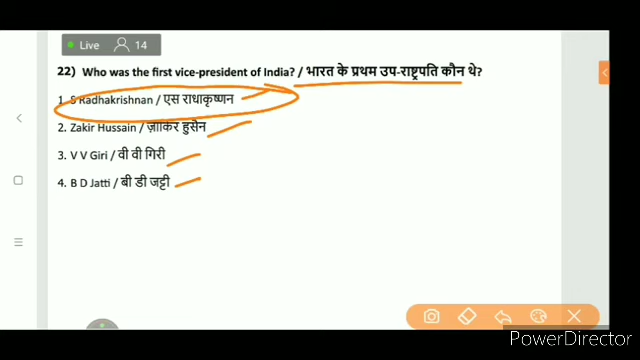 Live 14
22) Who was the first vice-president of India? / भारत के प्रथम उप-राष्ट्रपति कौन थे?
1. S Radhakrishnan / एस राधाकृष्णन
2. Zakir Hussain / ज़ाकिर हुसेन
3. V V Giri / वी वी गिरी
4. B D Jatti / बी डी जट्टी
PowerDirector